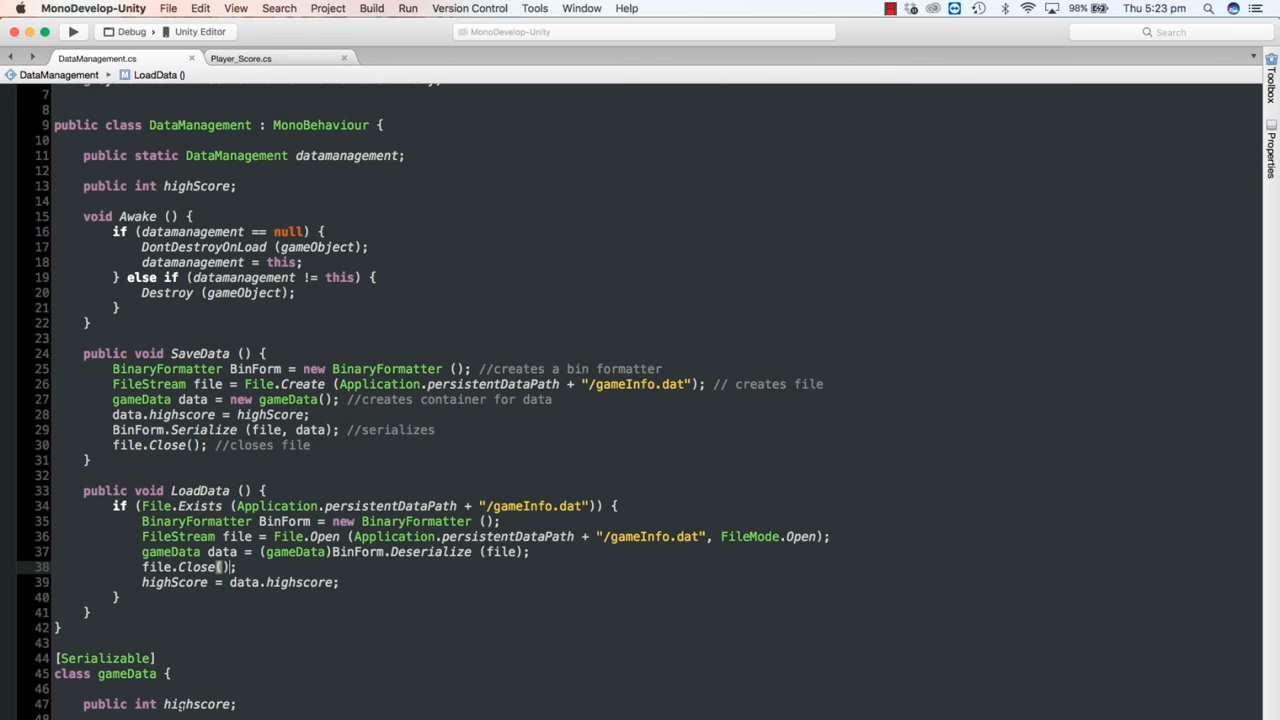 MonoDevelop-Unity File Edit View Search Project Build Run Version Control Tools Window Help 98% Thu 5:23 pm
Debug Unity Editor MonoDevelop-Unity Search
DataManagement.cs Player_Score.cs
DataManagement LoadData ()
7
8
9 public class DataManagement : MonoBehaviour {
10
11 public static DataManagement datamanagement;
12
13 public int highScore;
14
15 void Awake () {
16 if (datamanagement == null) {
17 DontDestroyOnLoad (gameObject);
18 datamanagement = this;
19 } else if (datamanagement != this) {
20 Destroy (gameObject);
21 }
22 }
23
24 public void SaveData () {
25 BinaryFormatter BinForm = new BinaryFormatter (); //creates a bin formatter
26 FileStream file = File.Create (Application.persistentDataPath + "/gameInfo.dat"); // creates file
27 gameData data = new gameData(); //creates container for data
28 data.highscore = highScore;
29 BinForm.Serialize (file, data); //serializes
30 file.Close(); //closes file
31 }
32
33 public void LoadData () {
34 if (File.Exists (Application.persistentDataPath + "/gameInfo.dat")) {
35 BinaryFormatter BinForm = new BinaryFormatter ();
36 FileStream file = File.Open (Application.persistentDataPath + "/gameInfo.dat", FileMode.Open);
37 gameData data = (gameData)BinForm.Deserialize (file);
38 file.Close();
39 highScore = data.highscore;
40 }
41 }
42 }
43
44 [Serializable]
45 class gameData {
46
47 public int highscore;
Toolbox
Properties